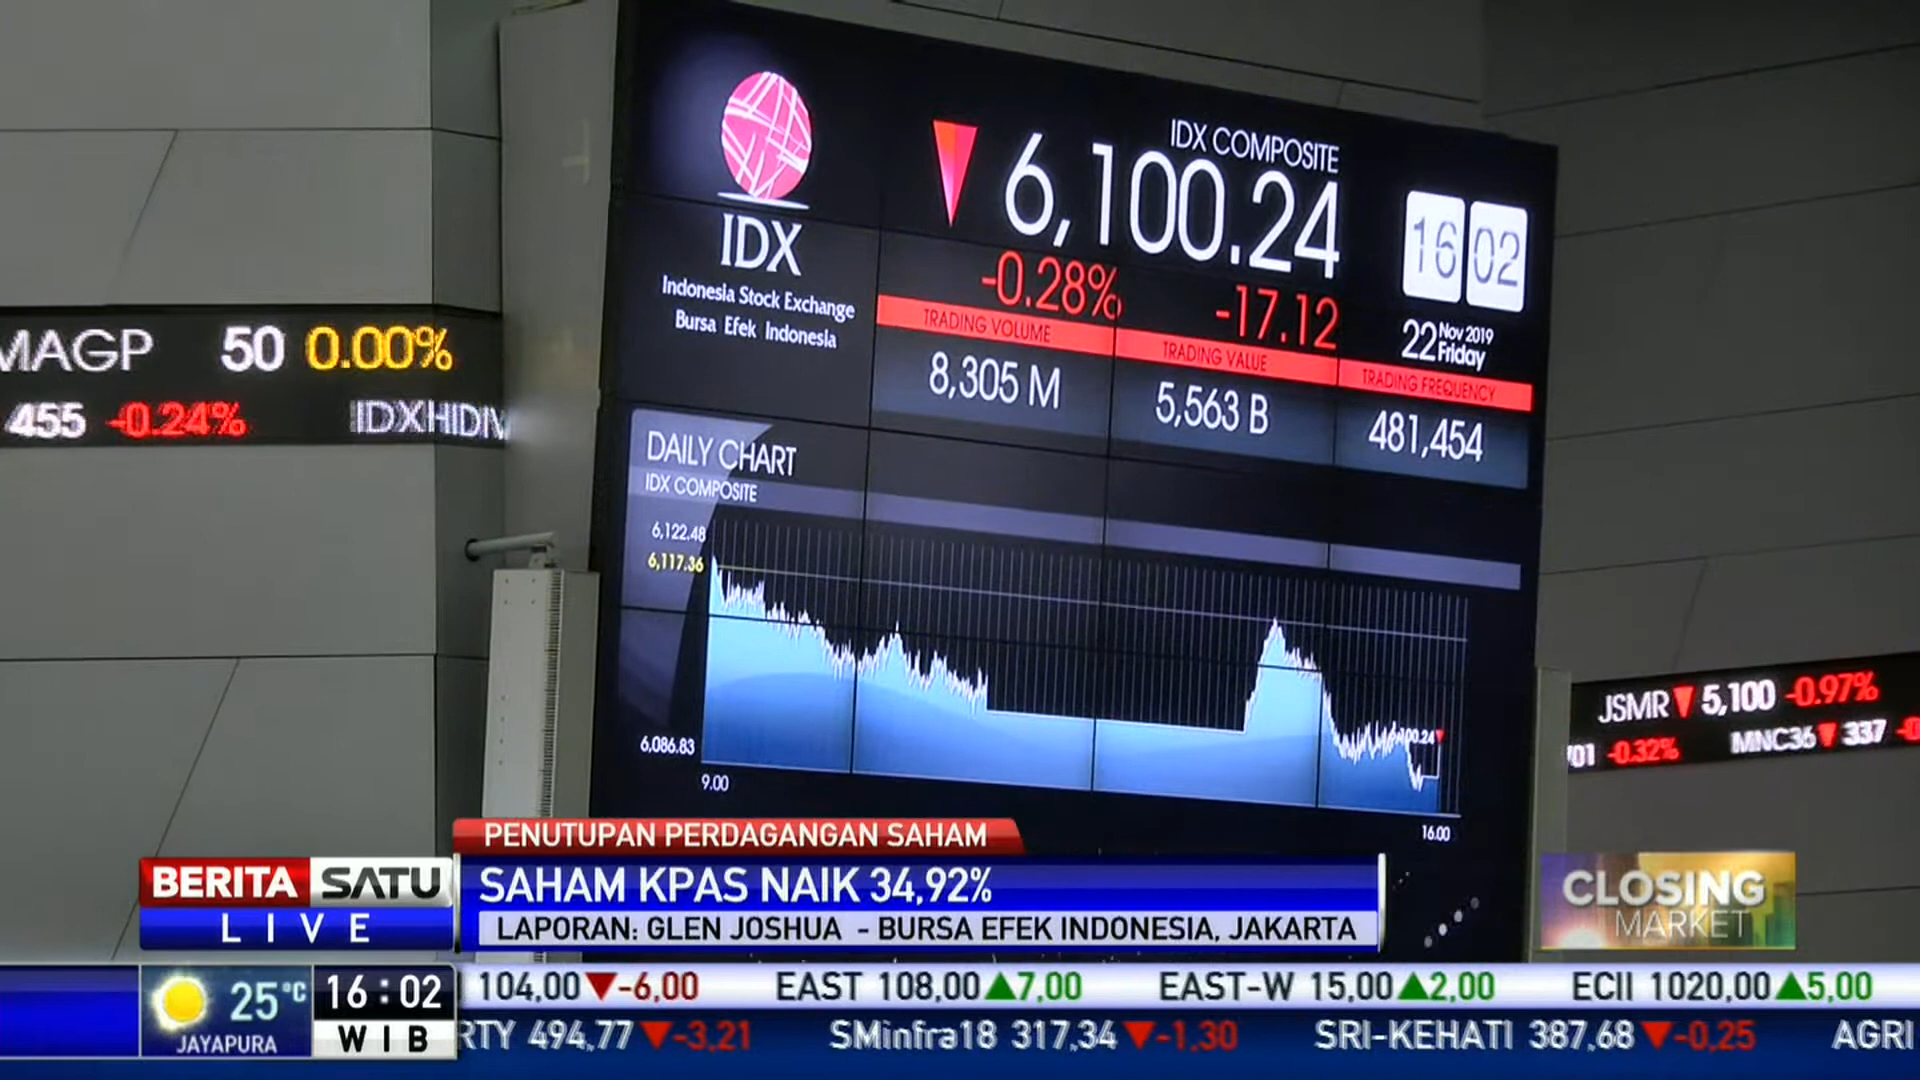 IDX
Indonesia Stock Exchange
Bursa Efek Indonesia
IDX COMPOSITE
6,100.24
-0.28% -17.12
16 02
22 Nov 2019
Friday
TRADING VOLUME
8,305 M
TRADING VALUE
5,563 B
TRADING FREQUENCY
481,454
MAGP 50 0.00%
455 -0.24% IDXHIDIV
DAILY CHART
IDX COMPOSITE
6,122.48
6,117.36
6,086.83
9.00
16.00
JSMR▼5,100 -0.97%
-0.32% MNC36▼337
PENUTUPAN PERDAGANGAN SAHAM
SAHAM KPAS NAIK 34,92%
LAPORAN: GLEN JOSHUA - BURSA EFEK INDONESIA, JAKARTA
BERITA SATU
LIVE
CLOSING
MARKET
25°C
JAYAPURA
16:02
WIB
104,00▼-6,00 EAST 108,00▲7,00 EAST-W 15,00▲2,00 ECII 1020,00▲5,00
RTY 494,77▼-3,21 SMinfra18 317,34▼-1,30 SRI-KEHATI 387,68▼-0,25 AGRI